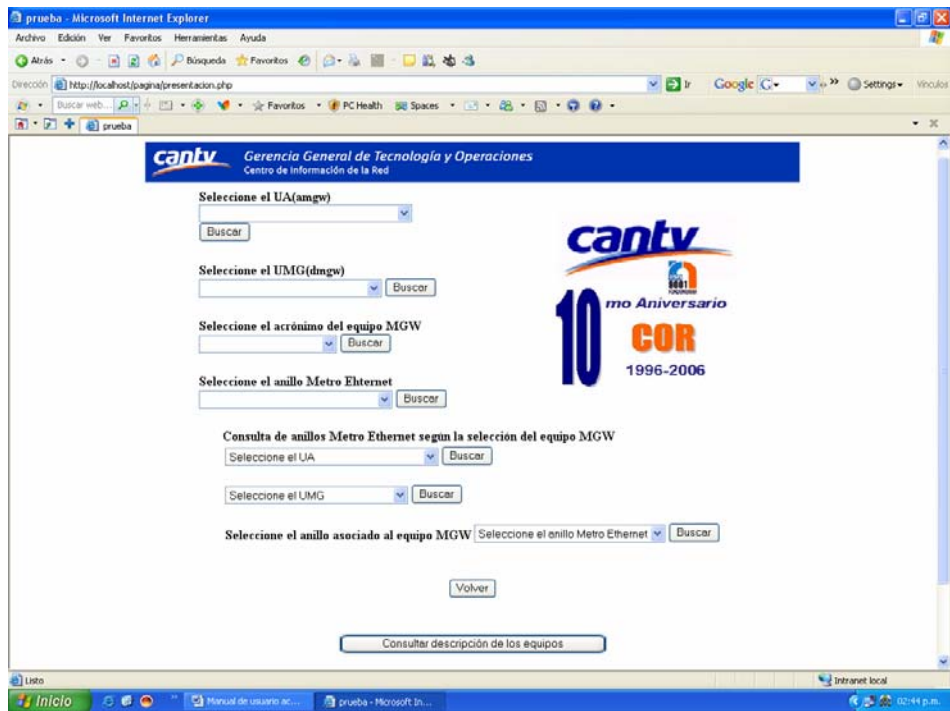 prueba - Microsoft Internet Explorer
Archivo Edición Ver Favoritos Herramientas Ayuda
Atrás Búsqueda Favoritos
Dirección http://localhost/pagina/presentacion.php Ir Google G Settings Vínculos
Buscar web... Favoritos PC Health Spaces
prueba
cantv Gerencia General de Tecnología y Operaciones
Centro de Información de la Red
Seleccione el UA(amgw)
Buscar
Seleccione el UMG(dmgw)
Buscar
Seleccione el acrónimo del equipo MGW
Buscar
Seleccione el anillo Metro Ehternet
Buscar
cantv
9001
10 mo Aniversario
COR
1996-2006
Consulta de anillos Metro Ethernet según la selección del equipo MGW
Seleccione el UA Buscar
Seleccione el UMG Buscar
Seleccione el anillo asociado al equipo MGW Seleccione el anillo Metro Ethernet Buscar
Volver
Consultar descripción de los equipos
Listo Intranet local
Inicio Manual de usuario ac... prueba - Microsoft In... 02:44 p.m.